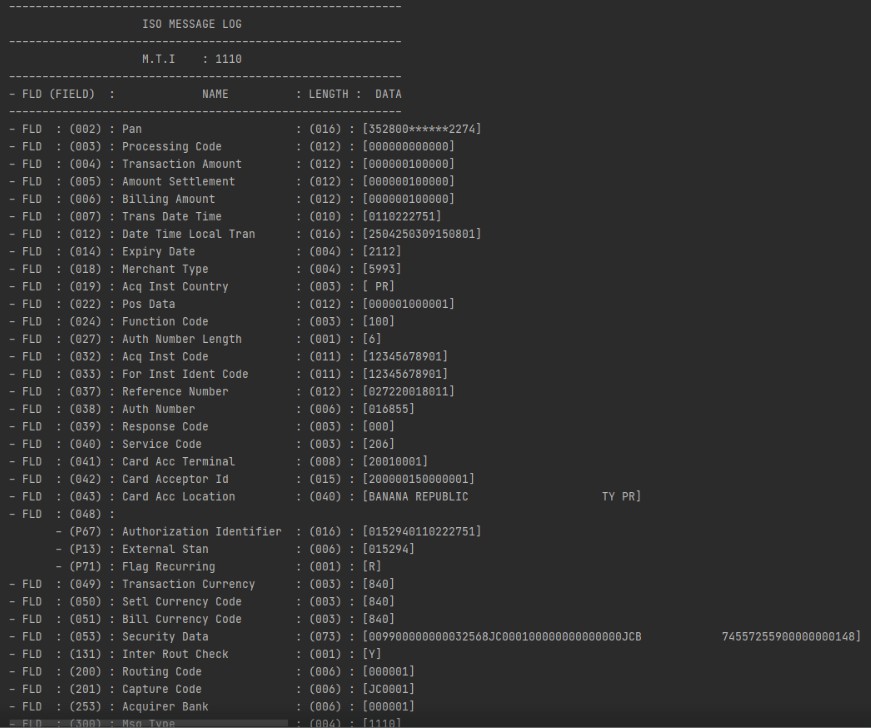 ------------------------------------------------------------
ISO MESSAGE LOG
------------------------------------------------------------
M.T.I : 1110
------------------------------------------------------------
- FLD (FIELD) : NAME : LENGTH : DATA
------------------------------------------------------------
- FLD : (002) : Pan : (016) : [352800******2274]
- FLD : (003) : Processing Code : (012) : [000000000000]
- FLD : (004) : Transaction Amount : (012) : [000000100000]
- FLD : (005) : Amount Settlement : (012) : [000000100000]
- FLD : (006) : Billing Amount : (012) : [000000100000]
- FLD : (007) : Trans Date Time : (010) : [0110222751]
- FLD : (012) : Date Time Local Tran : (016) : [2504250309150801]
- FLD : (014) : Expiry Date : (004) : [2112]
- FLD : (018) : Merchant Type : (004) : [5993]
- FLD : (019) : Acq Inst Country : (003) : [ PR]
- FLD : (022) : Pos Data : (012) : [000001000001]
- FLD : (024) : Function Code : (003) : [100]
- FLD : (027) : Auth Number Length : (001) : [6]
- FLD : (032) : Acq Inst Code : (011) : [12345678901]
- FLD : (033) : For Inst Ident Code : (011) : [12345678901]
- FLD : (037) : Reference Number : (012) : [027220018011]
- FLD : (038) : Auth Number : (006) : [016855]
- FLD : (039) : Response Code : (003) : [000]
- FLD : (040) : Service Code : (003) : [206]
- FLD : (041) : Card Acc Terminal : (008) : [20010001]
- FLD : (042) : Card Acceptor Id : (015) : [200000150000001]
- FLD : (043) : Card Acc Location : (040) : [BANANA REPUBLIC TY PR]
- FLD : (048) :
- (P67) : Authorization Identifier : (016) : [0152940110222751]
- (P13) : External Stan : (006) : [015294]
- (P71) : Flag Recurring : (001) : [R]
- FLD : (049) : Transaction Currency : (003) : [840]
- FLD : (050) : Setl Currency Code : (003) : [840]
- FLD : (051) : Bill Currency Code : (003) : [840]
- FLD : (053) : Security Data : (073) : [009900000000032568JC000100000000000000JCB 74557255900000000148]
- FLD : (131) : Inter Rout Check : (001) : [Y]
- FLD : (200) : Routing Code : (006) : [000001]
- FLD : (201) : Capture Code : (006) : [JC0001]
- FLD : (253) : Acquirer Bank : (006) : [000001]
- FLD : (300) : Msg Type : (004) : [1110]